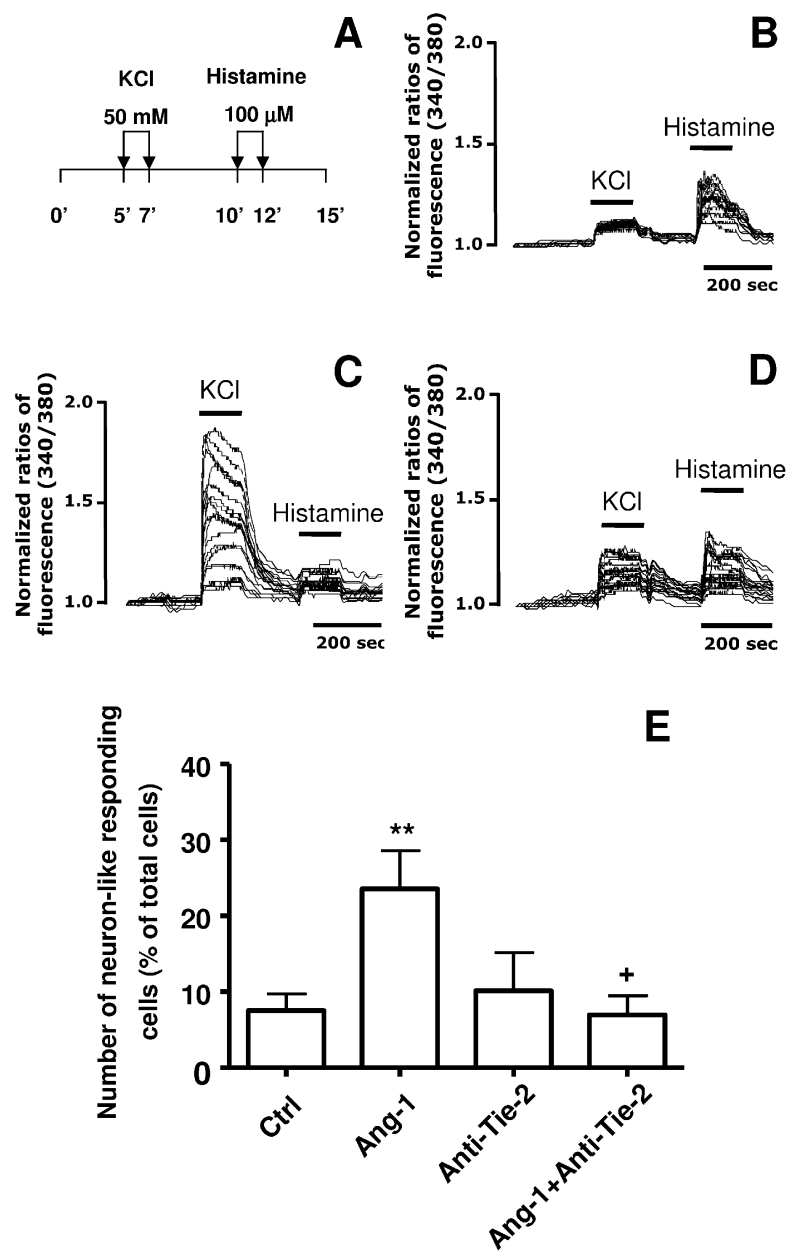 A
KCl
Histamine
50 mM
100 µM
0’
5’ 7’
10’ 12’
15’
B
Normalized ratios of
fluorescence (340/380)
2.0
1.5
1.0
KCl
Histamine
200 sec
C
Normalized ratios of
fluorescence (340/380)
2.0
1.5
1.0
KCl
Histamine
200 sec
D
Normalized ratios of
fluorescence (340/380)
2.0
1.5
1.0
KCl
Histamine
200 sec
E
Number of neuron-like responding
cells (% of total cells)
40
30
20
10
0
**
+
Ctrl
Ang-1
Anti-Tie-2
Ang-1+Anti-Tie-2